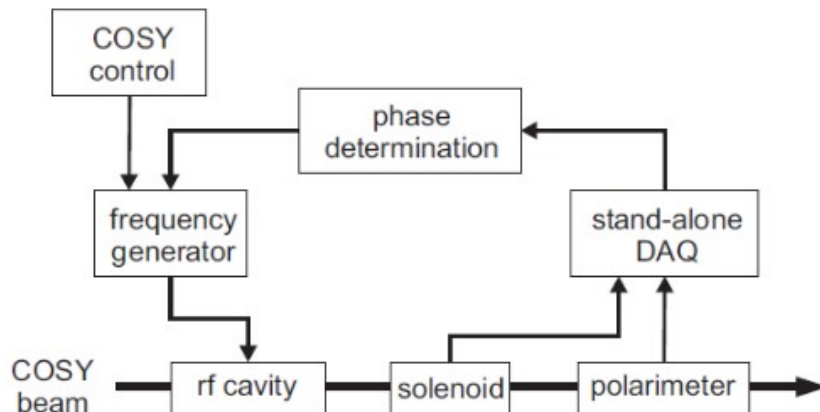 COSY
control
phase
determination
frequency
generator
stand-alone
DAQ
COSY
beam
rf cavity
solenoid
polarimeter